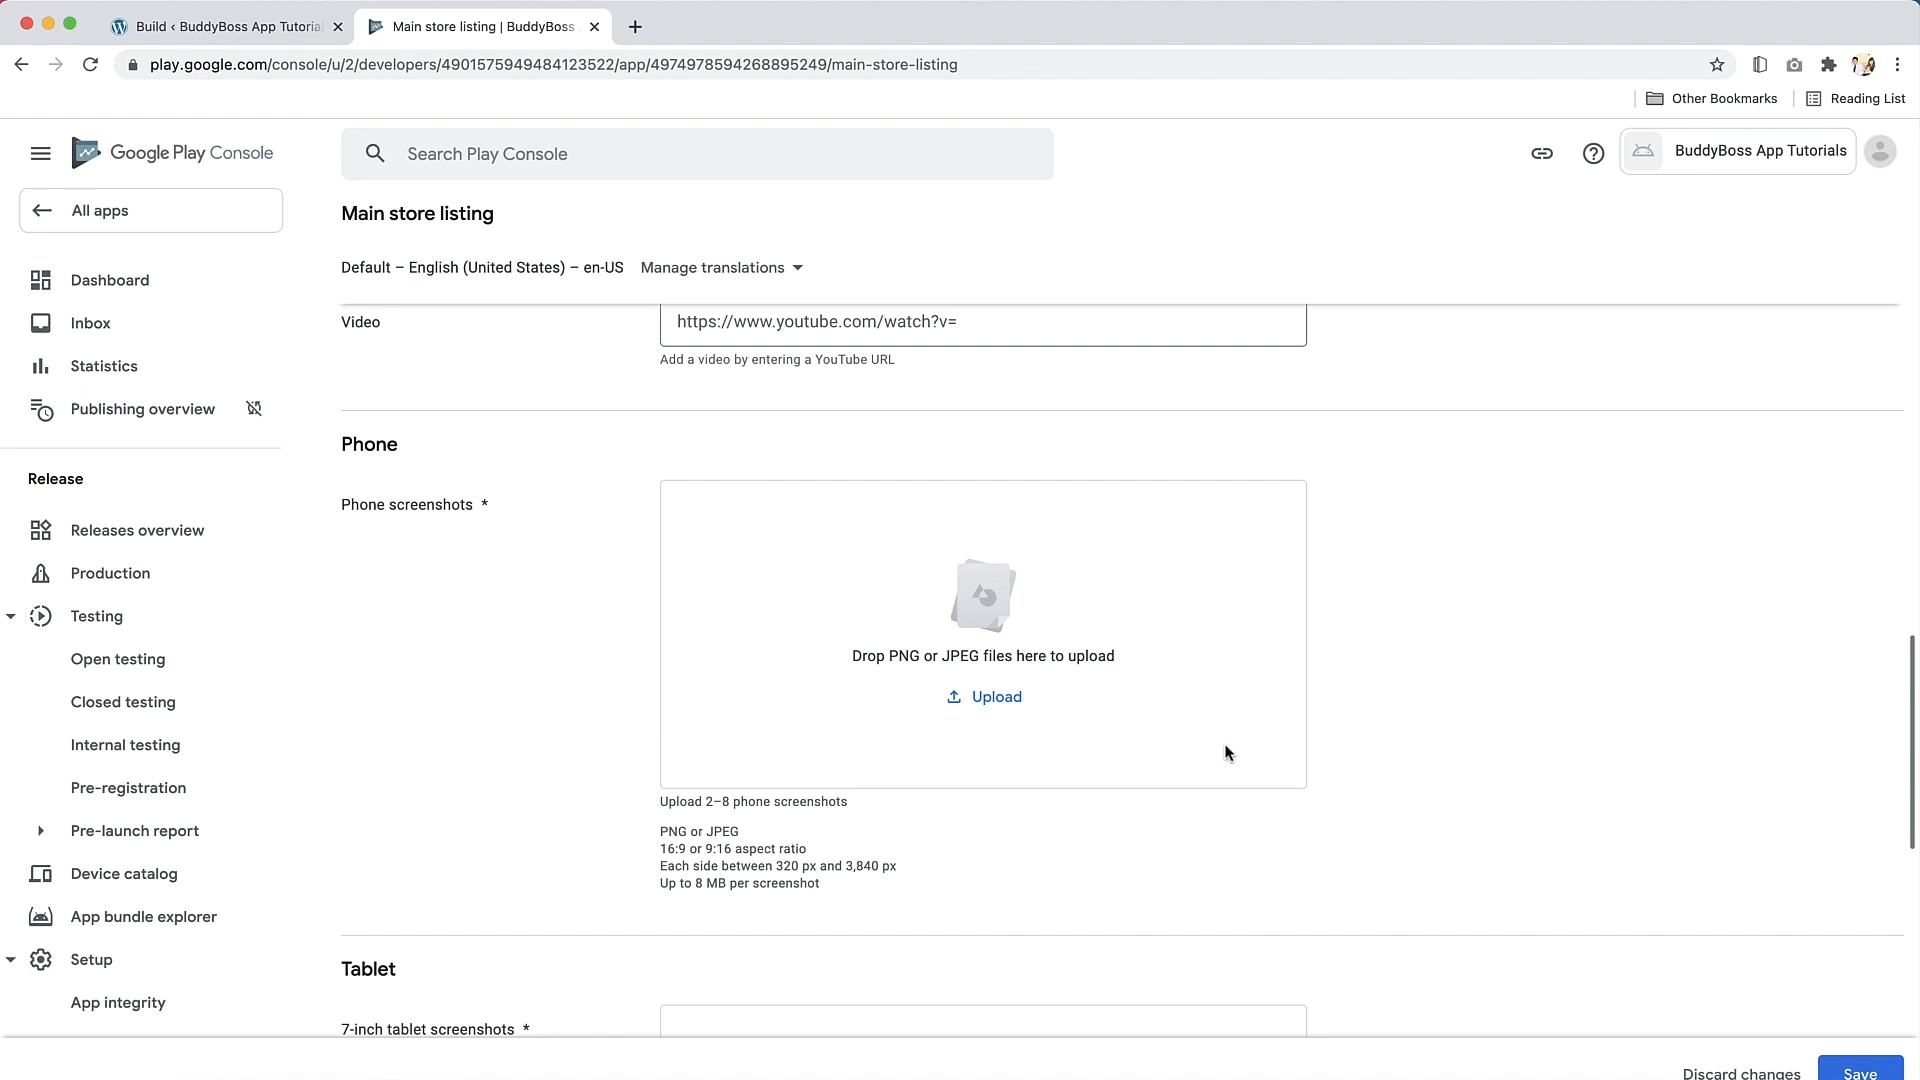 Build ‹ BuddyBoss App Tutoria
Main store listing | BuddyBoss
play.google.com/console/u/2/developers/4901575949484123522/app/4974978594268895249/main-store-listing
Other Bookmarks
Reading List
Google Play Console
Search Play Console
BuddyBoss App Tutorials
All apps
Main store listing
Default – English (United States) – en-US
Manage translations
Dashboard
Inbox
Statistics
Publishing overview
Release
Releases overview
Production
Testing
Open testing
Closed testing
Internal testing
Pre-registration
Pre-launch report
Device catalog
App bundle explorer
Setup
App integrity
Video
https://www.youtube.com/watch?v=
Add a video by entering a YouTube URL
Phone
Phone screenshots *
Drop PNG or JPEG files here to upload
Upload
Upload 2–8 phone screenshots
PNG or JPEG
16:9 or 9:16 aspect ratio
Each side between 320 px and 3,840 px
Up to 8 MB per screenshot
Tablet
7-inch tablet screenshots *
Discard changes
Save